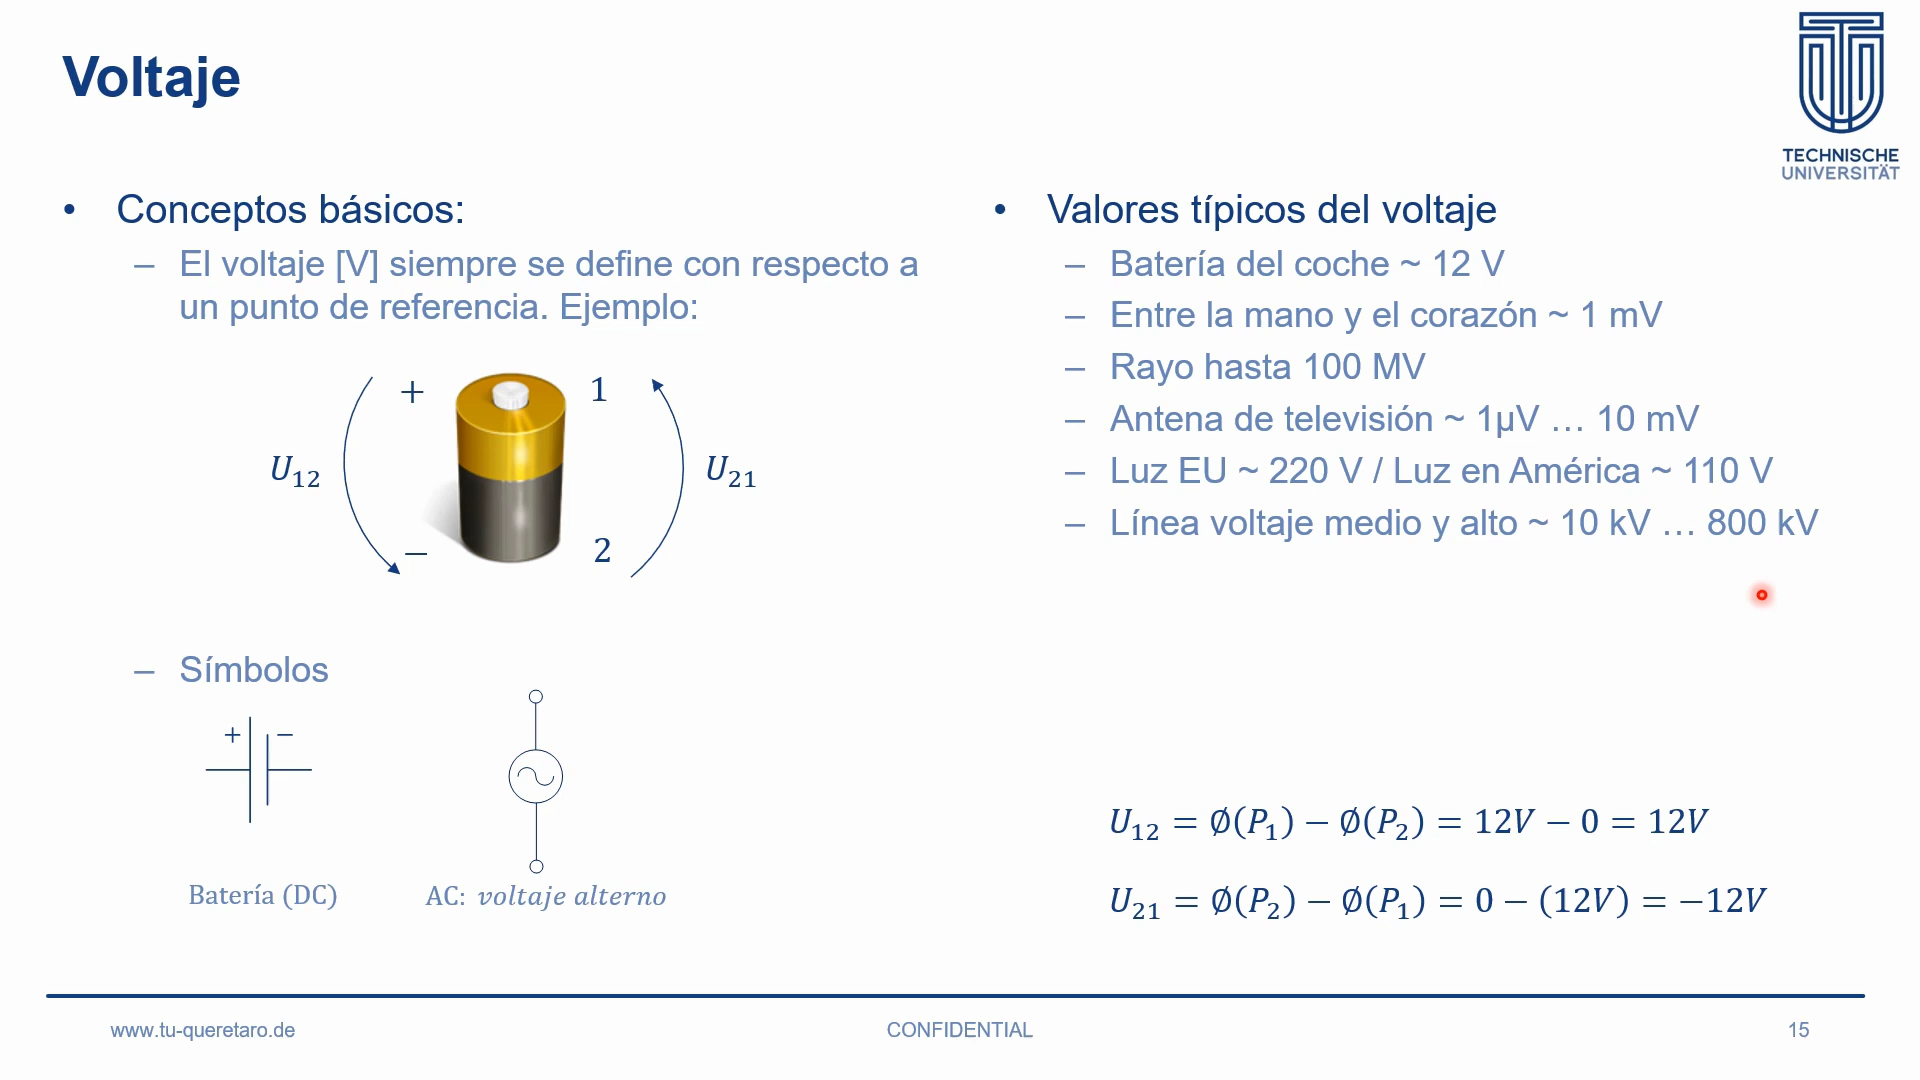 Voltaje
TECHNISCHE
UNIVERSITÄT
• Conceptos básicos:
– El voltaje [V] siempre se define con respecto a
un punto de referencia. Ejemplo:
+ 1
U₁₂ U₂₁
− 2
– Símbolos
+ −
Batería (DC) AC: voltaje alterno
• Valores típicos del voltaje
– Batería del coche ~ 12 V
– Entre la mano y el corazón ~ 1 mV
– Rayo hasta 100 MV
– Antena de televisión ~ 1μV … 10 mV
– Luz EU ~ 220 V / Luz en América ~ 110 V
– Línea voltaje medio y alto ~ 10 kV … 800 kV
U₁₂ = ∅(P₁) − ∅(P₂) = 12V − 0 = 12V
U₂₁ = ∅(P₂) − ∅(P₁) = 0 − (12V) = −12V
www.tu-queretaro.de CONFIDENTIAL 15